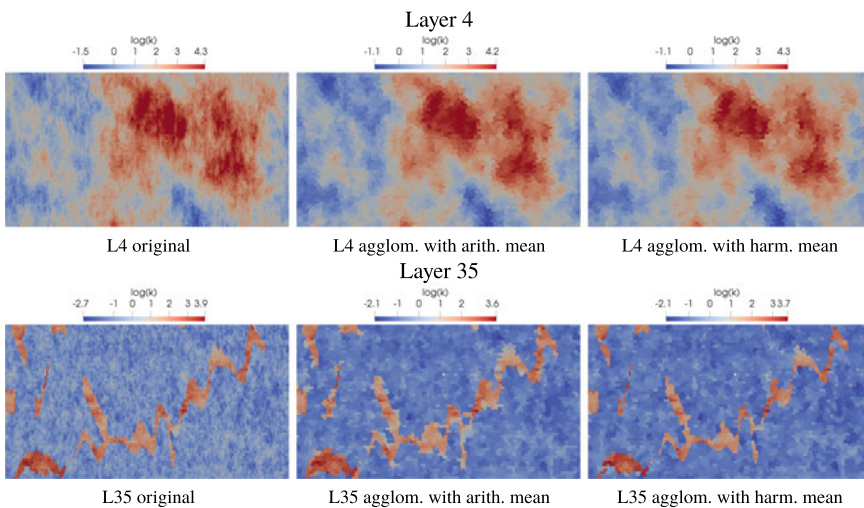 Layer 4
log(k) log(k) log(k)
-1.5 0 1 2 3 4.3 -1.1 0 1 2 3 4.2 -1.1 0 1 2 3 4.3
L4 original L4 agglom. with arith. mean L4 agglom. with harm. mean
Layer 35
log(k) log(k) log(k)
-2.7 -1 0 1 2 3 3.9 -2.1 -1 0 1 2 3.6 -2.1 -1 0 1 2 33.7
L35 original L35 agglom. with arith. mean L35 agglom. with harm. mean